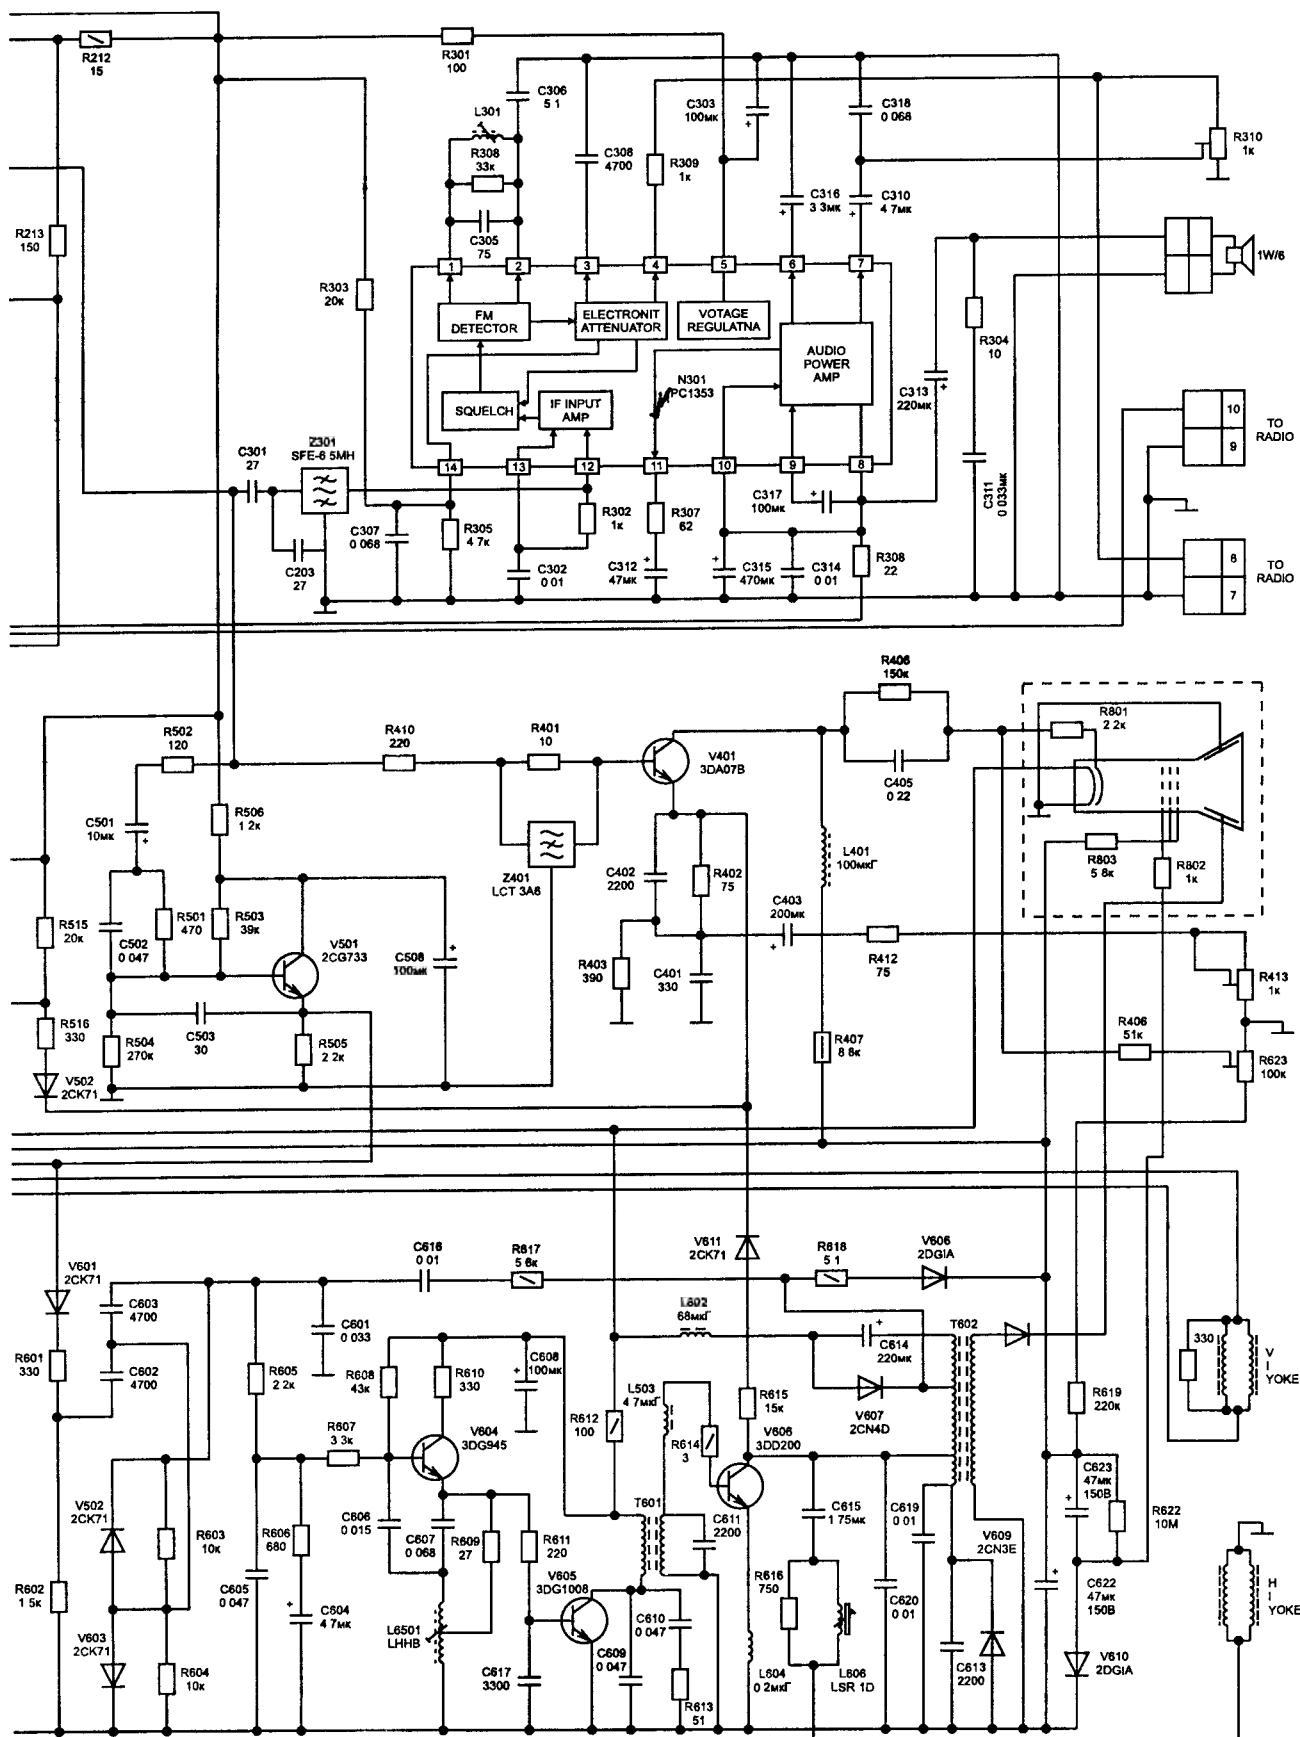 R212
15
R301
100
C306
5 1
L301
R308
33к
C305
75
C308
4700
R309
1к
C303
100мк
+
C318
0 068
R310
1к
C316
3 3мк
+
C310
4 7мк
+
R213
150
R303
20к
1
2
3
4
5
6
7
1W/6
FM
DETECTOR
ELECTRONIT
ATTENUATOR
VOTAGE
REGULATNA
AUDIO
POWER
AMP
SQUELCH
IF INPUT
AMP
N301
PC1353
R304
10
C313
220мк
+
10
9
TO
RADIO
C301
27
Z301
SFE-6 5MH
14
13
12
11
10
9
8
C203
27
C307
0 068
R305
4 7к
R302
1к
C302
0 01
R307
62
C312
47мк
+
C317
100мк
+
C315
470мк
+
C314
0 01
R308
22
C311
0 033мк
8
7
TO
RADIO
R406
150к
C405
0 22
R502
120
R410
220
R401
10
V401
3DA07B
R801
2 2к
C501
10мк
+
R506
1 2к
Z401
LCT 3A6
C402
2200
R402
75
L401
100мкГ
R803
5 8к
R802
1к
R515
20к
C502
0 047
R501
470
R503
39к
V501
2CG733
C508
100мк
+
R403
390
C401
330
C403
200мк
+
R412
75
R413
1к
R516
330
R504
270к
C503
30
R505
2 2к
V502
2CK71
R407
8 8к
R406
51к
R623
100к
V601
2CK71
C603
4700
C602
4700
R601
330
C616
0 01
R617
5 6к
V611
2CK71
R618
5 1
V606
2DGIA
C601
0 033
R605
2 2к
R608
43к
R610
330
C608
100мк
+
L602
68мкГ
C614
220мк
+
T602
V607
2CN4D
330
V
I
YOKE
R607
3 3к
V604
3DG945
R612
100
L503
4 7мкГ
R614
3
R615
15к
V606
3DD200
R619
220к
V502
2CK71
R603
10к
R606
680
C606
0 015
C607
0 068
R609
27
R611
220
T601
C611
2200
C615
1 75мк
C619
0 01
V609
2CN3E
C623
47мк
150В
+
R622
10М
R602
1 5к
V603
2CK71
R604
10к
C605
0 047
C604
4 7мк
+
L6501
LHHB
V605
3DG1008
C617
3300
C609
0 047
C610
0 047
R613
51
R616
750
L604
0 2мкГ
L606
LSR 1D
C620
0 01
C613
2200
C622
47мк
150В
+
V610
2DGIA
H
I
YOKE